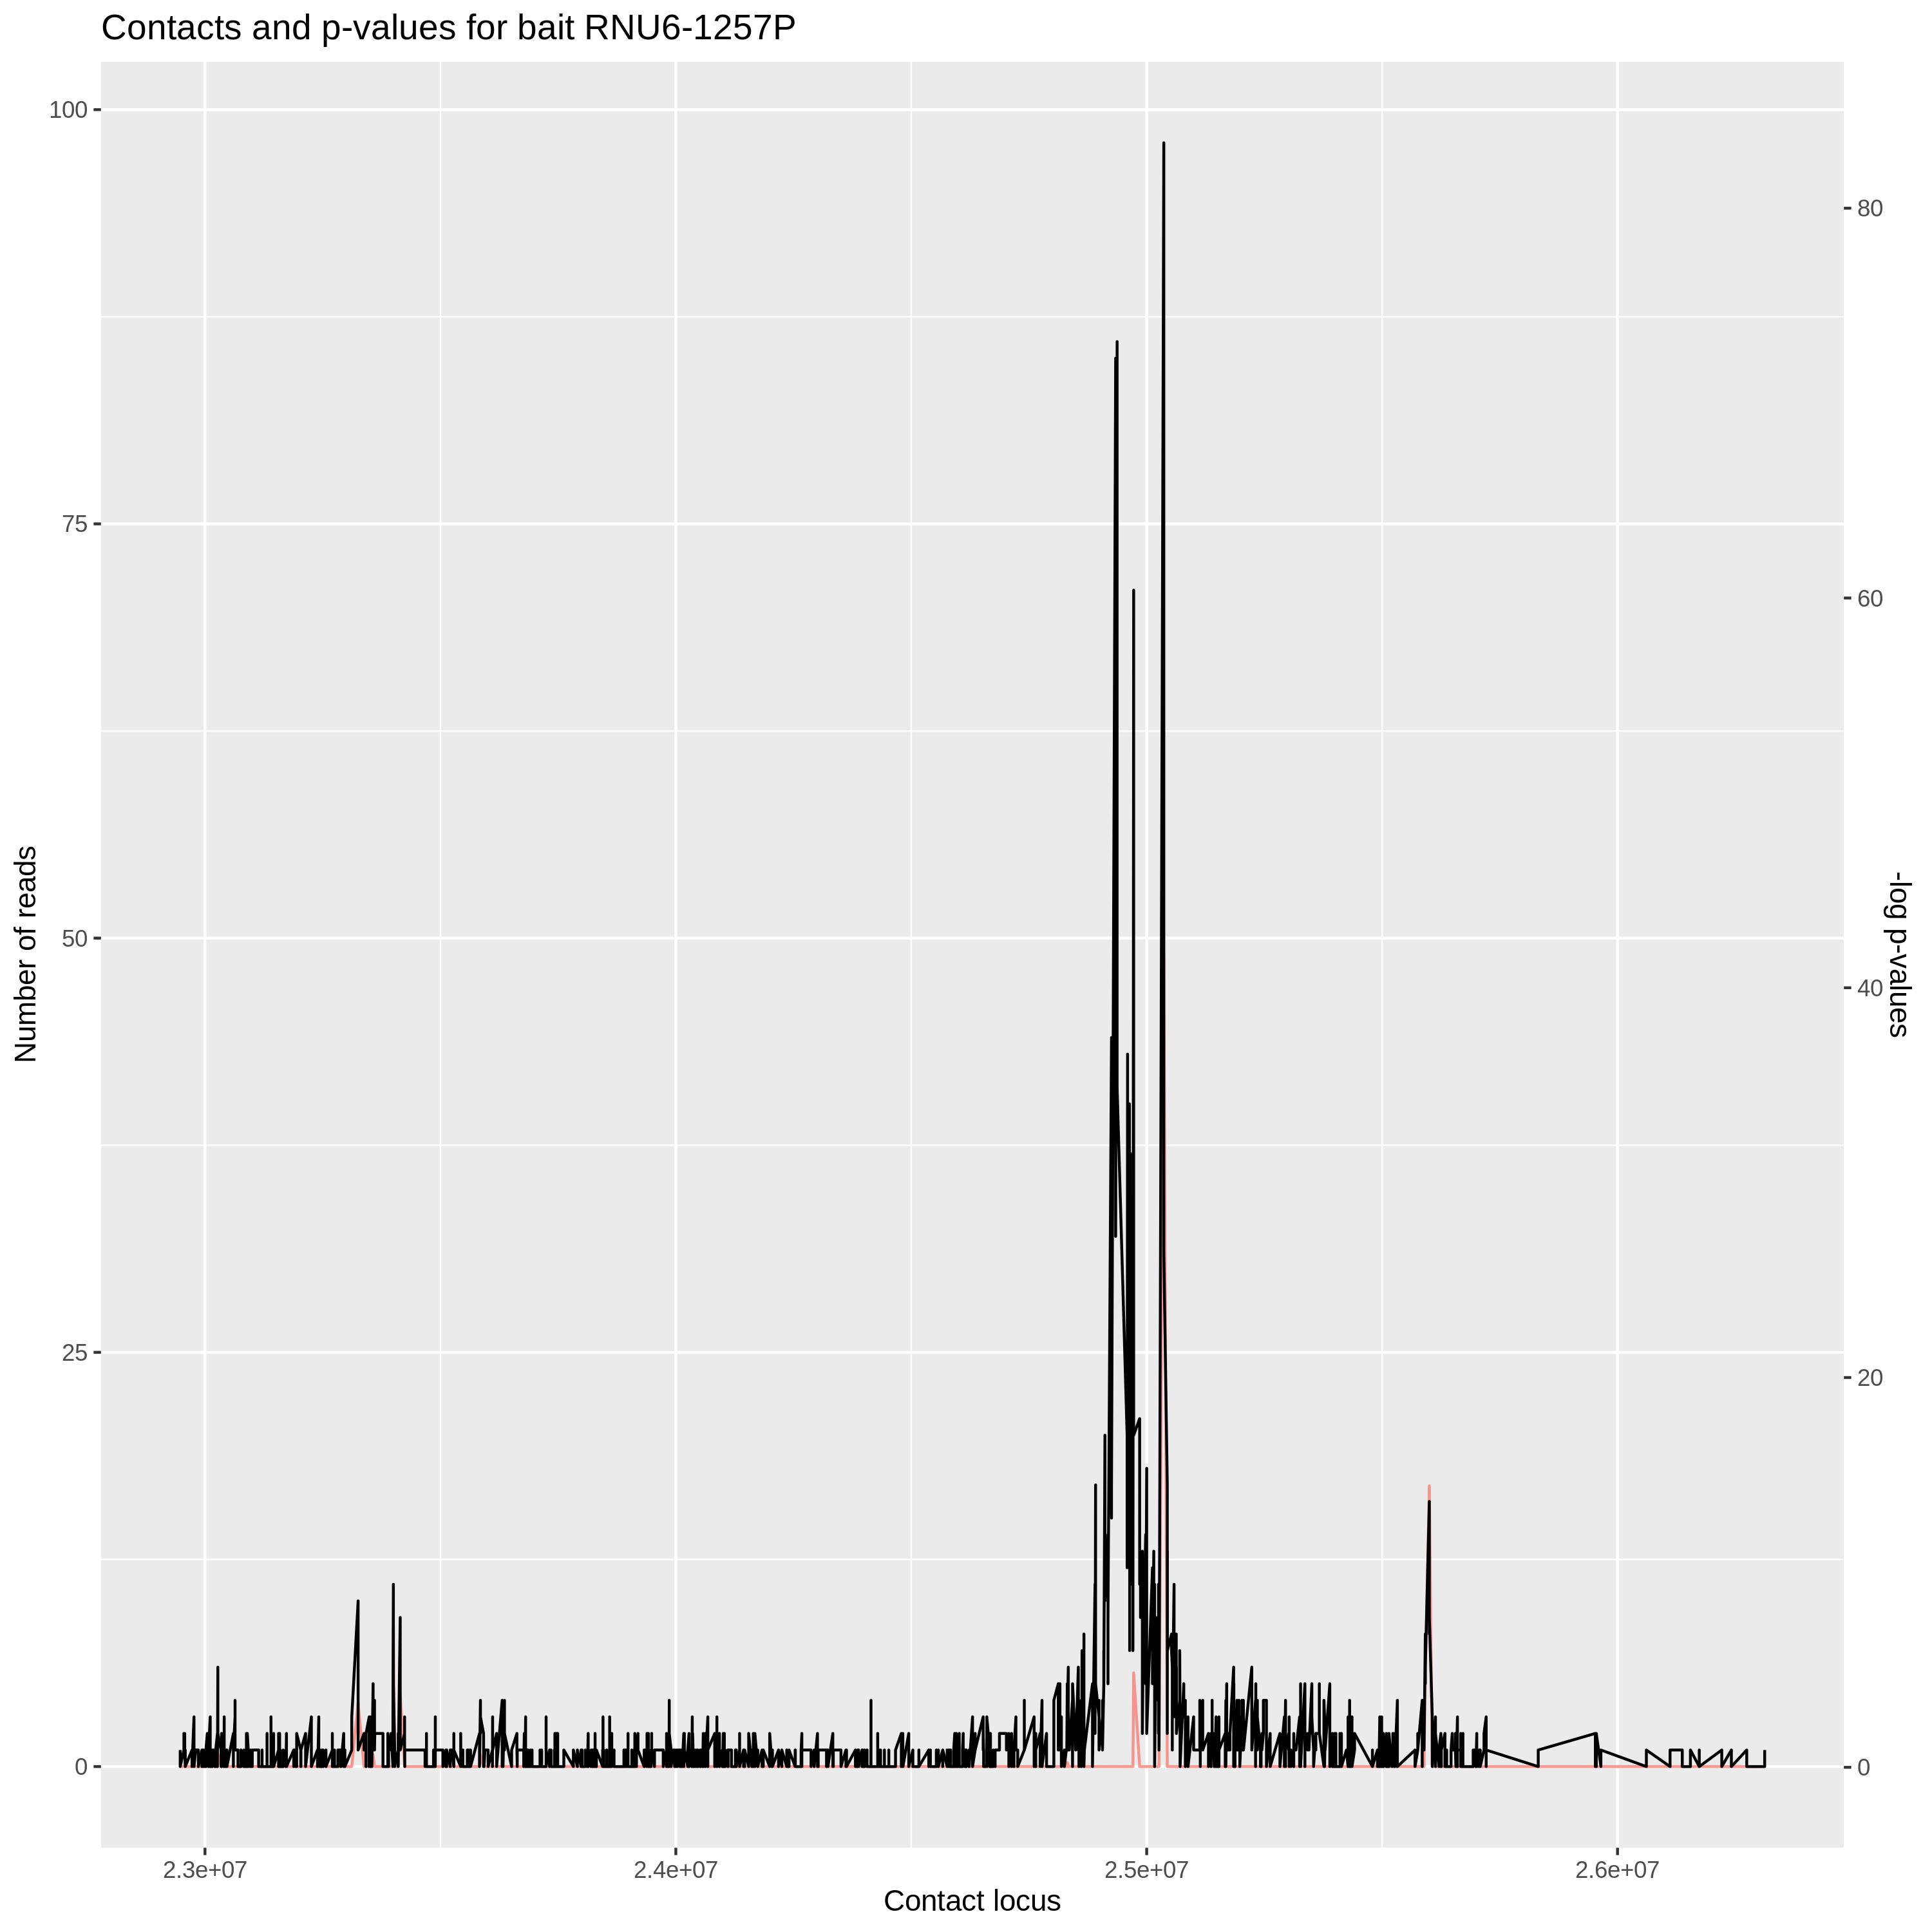 Contacts and p-values for bait RNU6-1257P
100
75
50
25
0
Number of reads
80
60
40
20
0
-log p-values
2.3e+07
2.4e+07
2.5e+07
2.6e+07
Contact locus